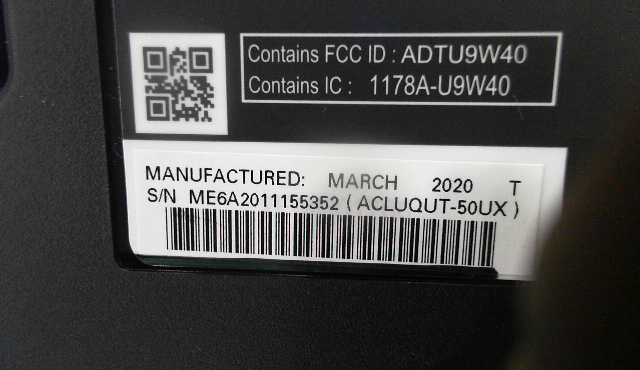 Contains FCC ID : ADTU9W40
Contains IC : 1178A-U9W40
MANUFACTURED: MARCH 2020 T
S/N ME6A2011155352 ( ACLUQUT-50UX )